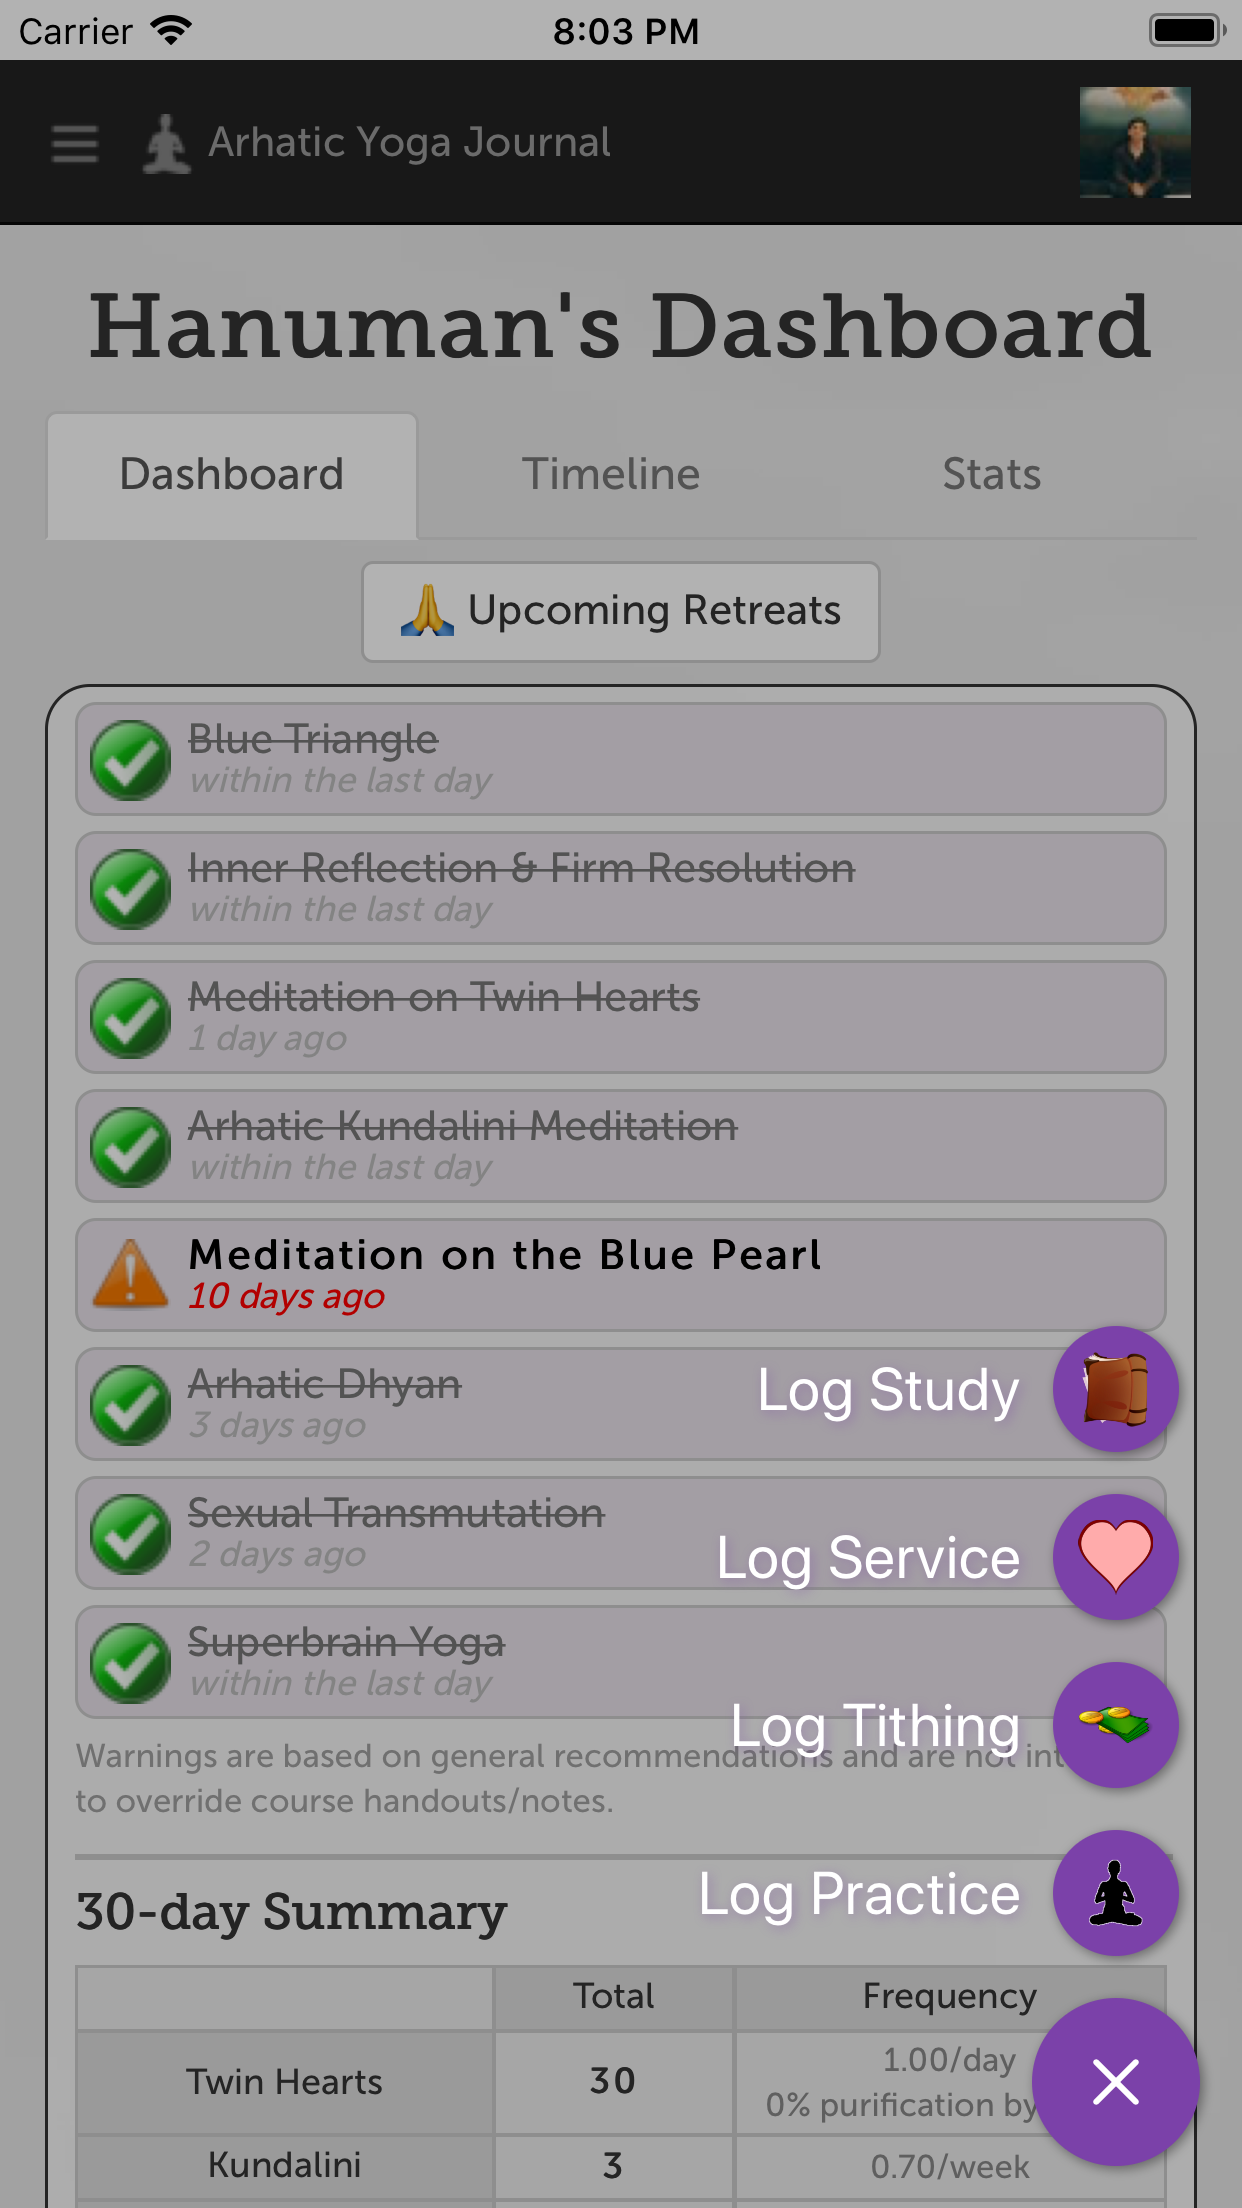 Carrier
8:03 PM
Arhatic Yoga Journal
Hanuman's Dashboard
Dashboard
Timeline
Stats
Upcoming Retreats
Blue Triangle
within the last day
Inner Reflection & Firm Resolution
within the last day
Meditation on Twin Hearts
1 day ago
Arhatic Kundalini Meditation
within the last day
Meditation on the Blue Pearl
10 days ago
Arhatic Dhyan
3 days ago
Log Study
Sexual Transmutation
2 days ago
Log Service
Superbrain Yoga
within the last day
Log Tithing
Warnings are based on general recommendations and are not
to override course handouts/notes.
Log Practice
30-day Summary
Total
Frequency
Twin Hearts
30
1.00/day
0% purification by
Kundalini
3
0.70/week